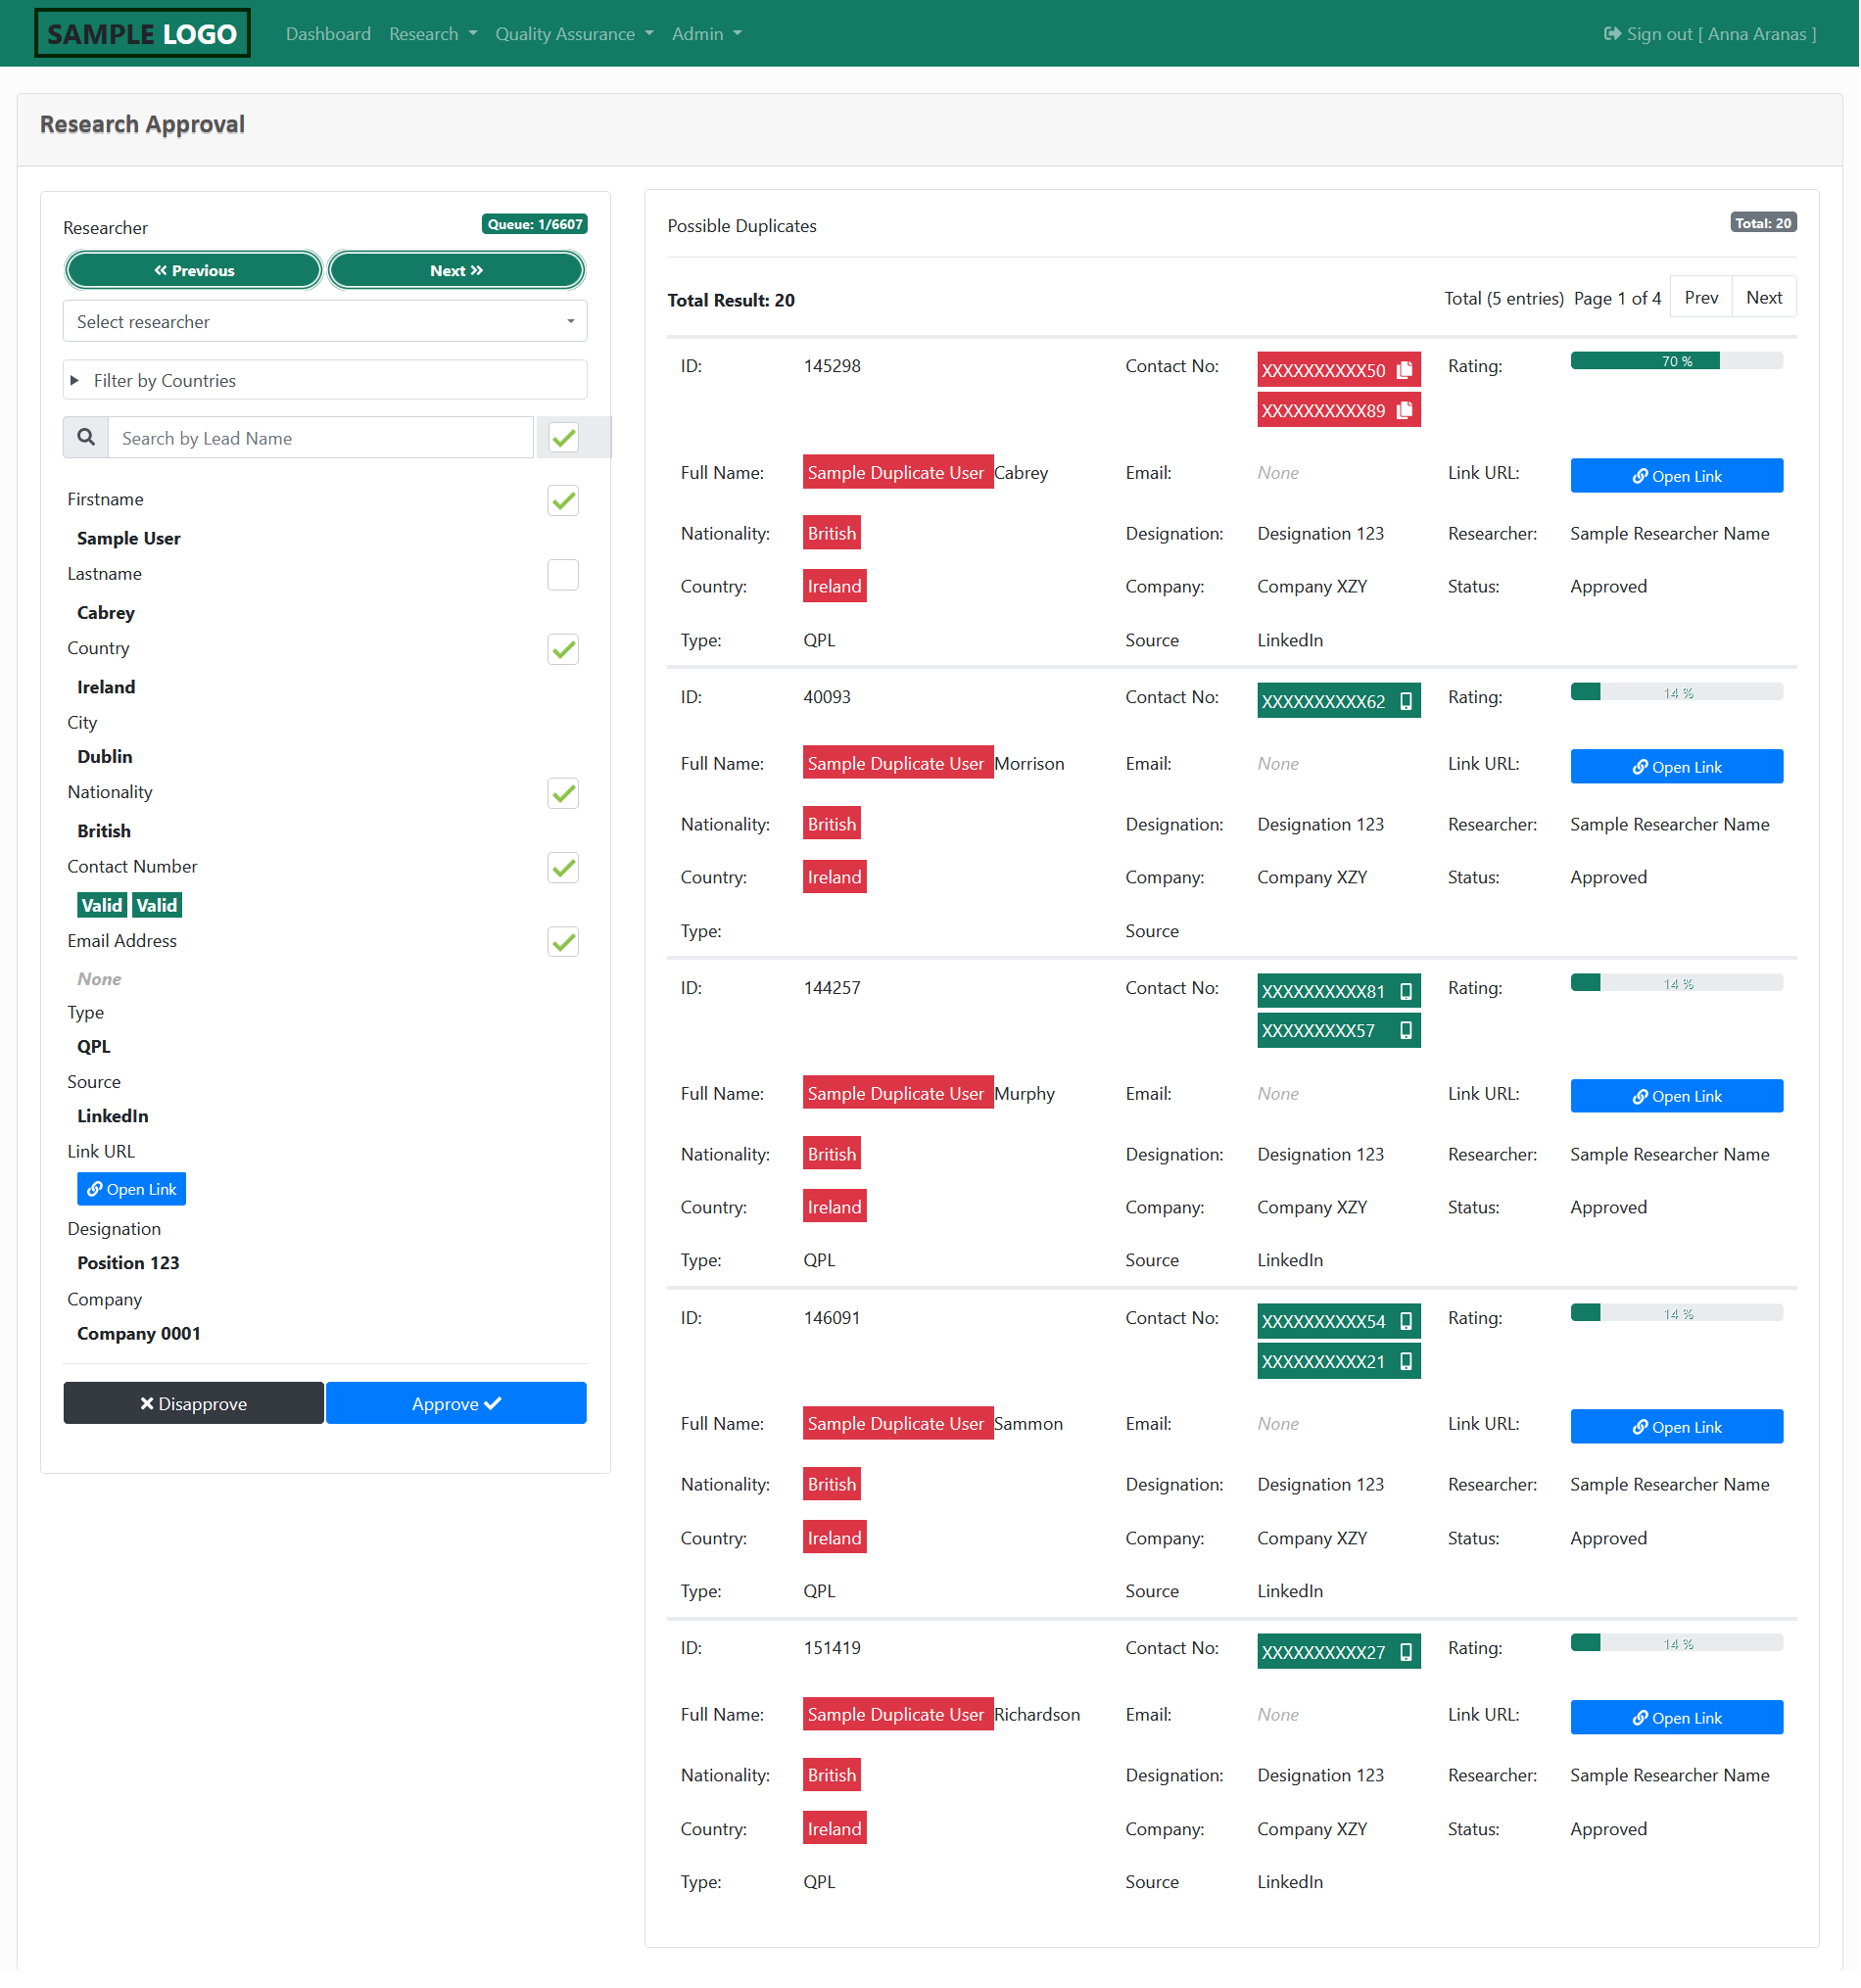 SAMPLE LOGO
Dashboard Research Quality Assurance Admin
Sign out [ Anna Aranas ]
Research Approval
Researcher
Queue: 1/6607
« Previous
Next »
Select researcher
Filter by Countries
Search by Lead Name
Firstname
Sample User
Lastname
Cabrey
Country
Ireland
City
Dublin
Nationality
British
Contact Number
Valid Valid
Email Address
None
Type
QPL
Source
LinkedIn
Link URL
Open Link
Designation
Position 123
Company
Company 0001
Disapprove
Approve
Possible Duplicates
Total: 20
Total Result: 20
Total (5 entries) Page 1 of 4 Prev Next
ID: 145298 Contact No: XXXXXXXXXX50 Rating: 70 %
XXXXXXXXXX89
Full Name: Sample Duplicate User Cabrey Email: None Link URL: Open Link
Nationality: British Designation: Designation 123 Researcher: Sample Researcher Name
Country: Ireland Company: Company XZY Status: Approved
Type: QPL Source LinkedIn
ID: 40093 Contact No: XXXXXXXXXX62 Rating: 14 %
Full Name: Sample Duplicate User Morrison Email: None Link URL: Open Link
Nationality: British Designation: Designation 123 Researcher: Sample Researcher Name
Country: Ireland Company: Company XZY Status: Approved
Type: Source
ID: 144257 Contact No: XXXXXXXXXX81 Rating: 14 %
XXXXXXXXX57
Full Name: Sample Duplicate User Murphy Email: None Link URL: Open Link
Nationality: British Designation: Designation 123 Researcher: Sample Researcher Name
Country: Ireland Company: Company XZY Status: Approved
Type: QPL Source LinkedIn
ID: 146091 Contact No: XXXXXXXXXX54 Rating: 14 %
XXXXXXXXXX21
Full Name: Sample Duplicate User Sammon Email: None Link URL: Open Link
Nationality: British Designation: Designation 123 Researcher: Sample Researcher Name
Country: Ireland Company: Company XZY Status: Approved
Type: QPL Source LinkedIn
ID: 151419 Contact No: XXXXXXXXXX27 Rating: 14 %
Full Name: Sample Duplicate User Richardson Email: None Link URL: Open Link
Nationality: British Designation: Designation 123 Researcher: Sample Researcher Name
Country: Ireland Company: Company XZY Status: Approved
Type: QPL Source LinkedIn